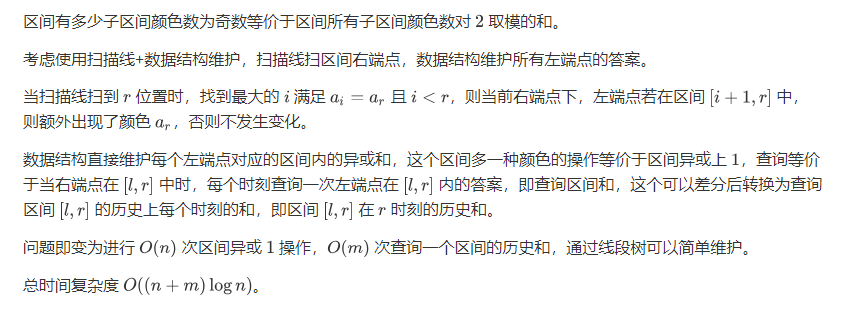 区间有多少子区间颜色数为奇数等价于区间所有子区间颜色数对 2 取模的和。
考虑使用扫描线+数据结构维护，扫描线扫区间右端点，数据结构维护所有左端点的答案。
当扫描线扫到 r 位置时，找到最大的 i 满足 a_i = a_r 且 i < r，则当前右端点下，左端点若在区间 [i + 1, r] 中，
则额外出现了颜色 a_r，否则不发生变化。
数据结构直接维护每个左端点对应的区间内的异或和，这个区间多一种颜色的操作等价于区间异或上 1，查询等价
于当右端点在 [l, r] 中时，每个时刻查询一次左端点在 [l, r] 内的答案，即查询区间和，这个可以差分后转换为查询
区间 [l, r] 的历史上每个时刻的和，即区间 [l, r] 在 r 时刻的历史和。
问题即变为进行 O(n) 次区间异或 1 操作，O(m) 次查询一个区间的历史和，通过线段树可以简单维护。
总时间复杂度 O((n + m) log n)。